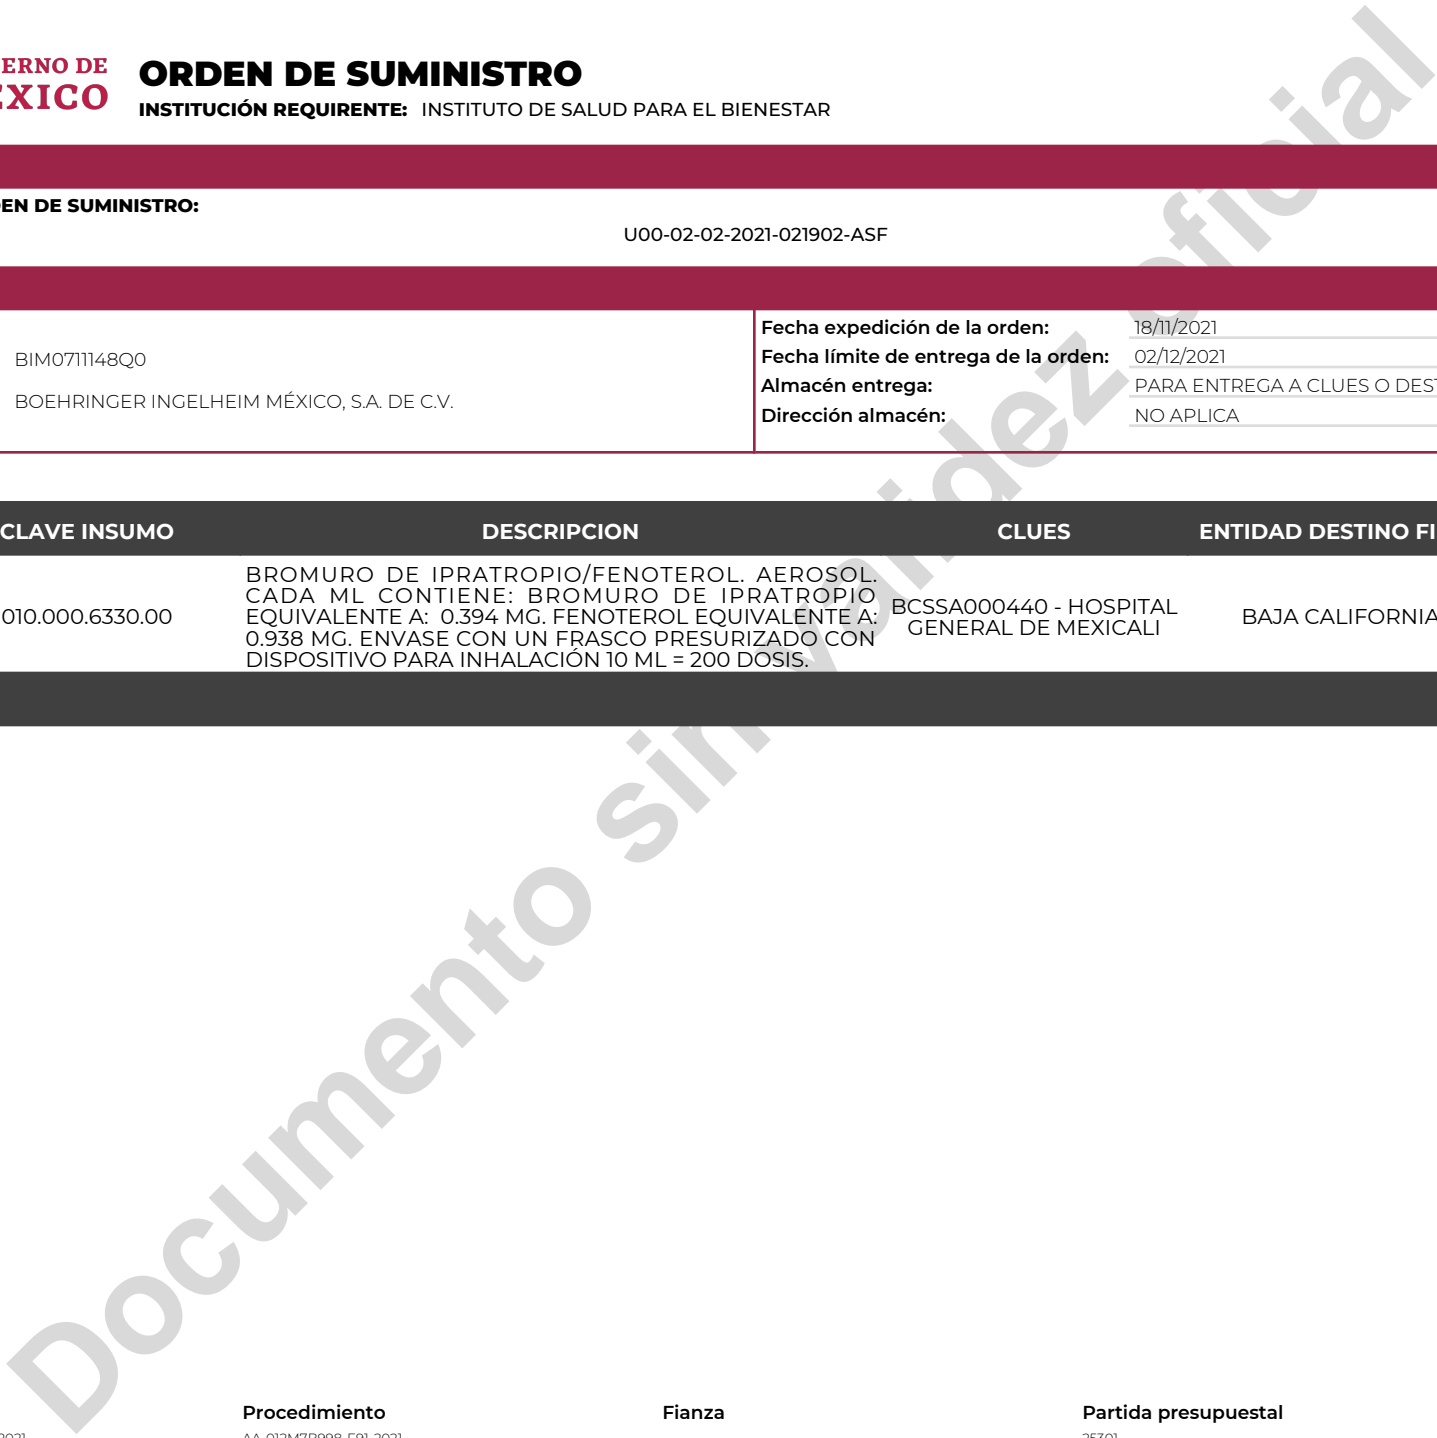 ERNO DE
ÉXICO
ORDEN DE SUMINISTRO
INSTITUCIÓN REQUIRENTE: INSTITUTO DE SALUD PARA EL BIENESTAR
EN DE SUMINISTRO:
U00-02-02-2021-021902-ASF
BIM0711148Q0
BOEHRINGER INGELHEIM MÉXICO, S.A. DE C.V.
Fecha expedición de la orden: 18/11/2021
Fecha límite de entrega de la orden: 02/12/2021
Almacén entrega: PARA ENTREGA A CLUES O DEST
Dirección almacén: NO APLICA
CLAVE INSUMO DESCRIPCION CLUES ENTIDAD DESTINO FI
010.000.6330.00
BROMURO DE IPRATROPIO/FENOTEROL. AEROSOL.
CADA ML CONTIENE: BROMURO DE IPRATROPIO
EQUIVALENTE A: 0.394 MG. FENOTEROL EQUIVALENTE A:
0.938 MG. ENVASE CON UN FRASCO PRESURIZADO CON
DISPOSITIVO PARA INHALACIÓN 10 ML = 200 DOSIS.
BCSSA000440 - HOSPITAL
GENERAL DE MEXICALI
BAJA CALIFORNIA
Documento sin validez oficial
Procedimiento Fianza Partida presupuestal